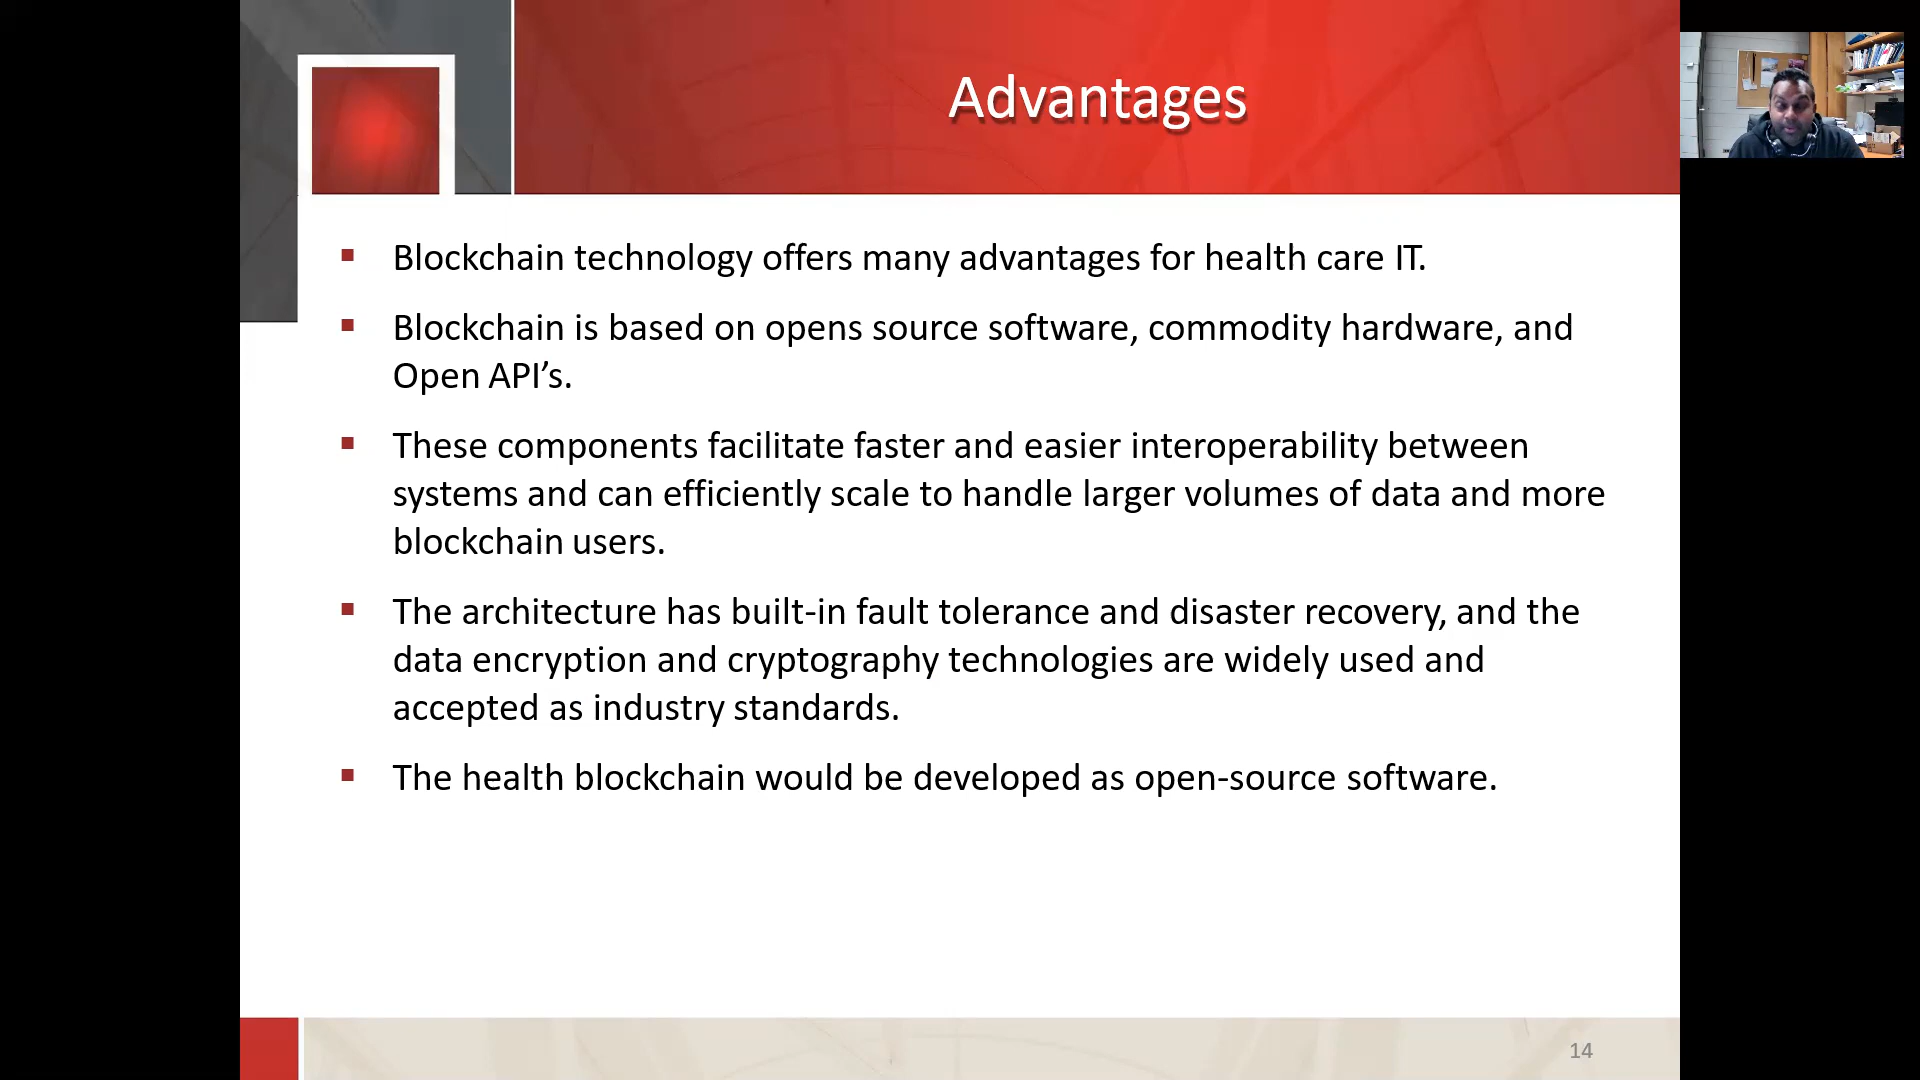 Advantages
Blockchain technology offers many advantages for health care IT.
Blockchain is based on opens source software, commodity hardware, and
Open API’s.
These components facilitate faster and easier interoperability between
systems and can efficiently scale to handle larger volumes of data and more
blockchain users.
The architecture has built-in fault tolerance and disaster recovery, and the
data encryption and cryptography technologies are widely used and
accepted as industry standards.
The health blockchain would be developed as open-source software.
14